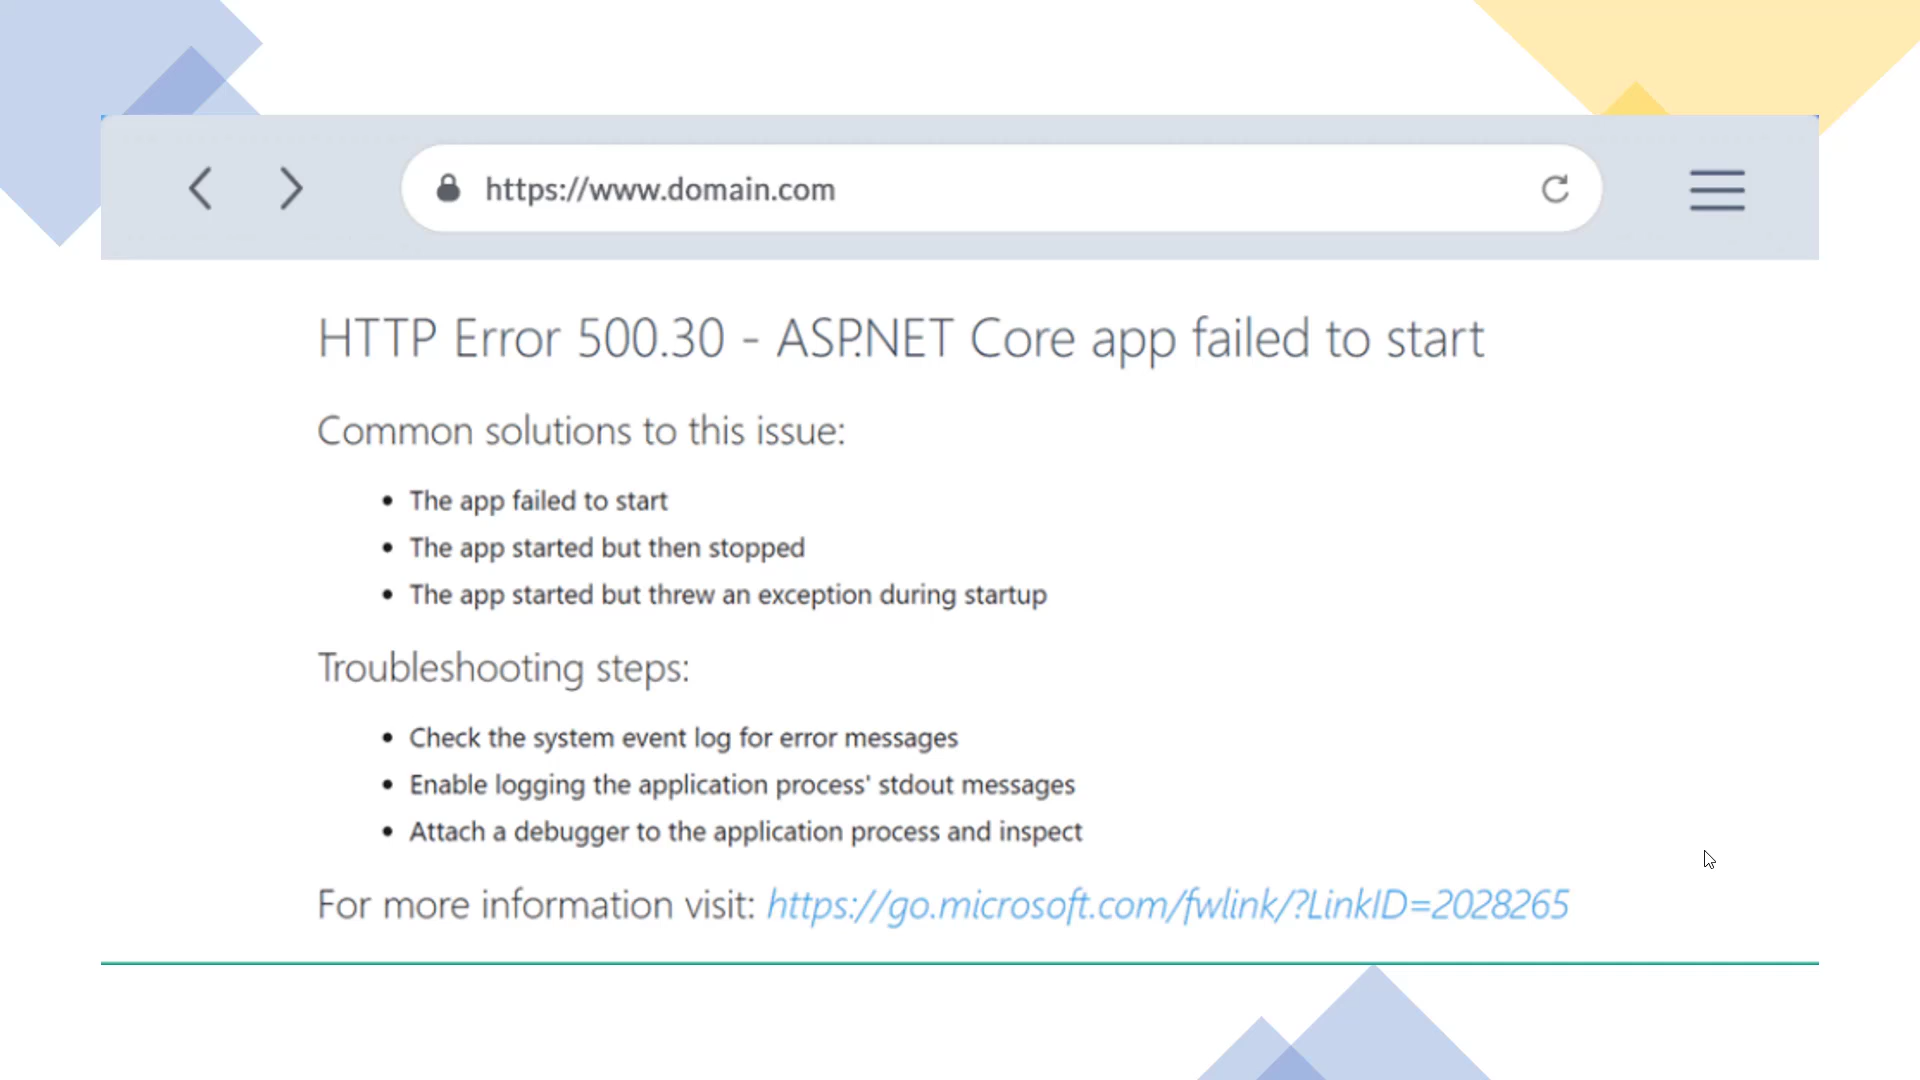 https://www.domain.com
HTTP Error 500.30 - ASP.NET Core app failed to start
Common solutions to this issue:
• The app failed to start
• The app started but then stopped
• The app started but threw an exception during startup
Troubleshooting steps:
• Check the system event log for error messages
• Enable logging the application process' stdout messages
• Attach a debugger to the application process and inspect
For more information visit: https://go.microsoft.com/fwlink/?LinkID=2028265